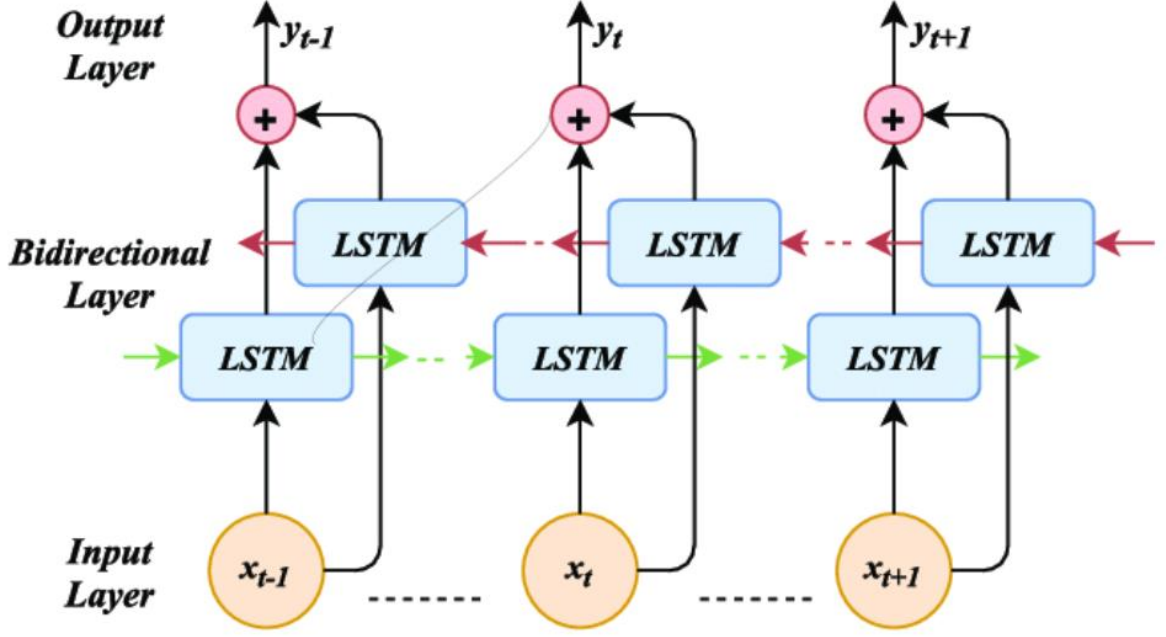 Output
Layer
y_{t-1}
y_t
y_{t+1}
+
+
+
Bidirectional
Layer
LSTM
LSTM
LSTM
LSTM
LSTM
LSTM
Input
Layer
x_{t-1}
x_t
x_{t+1}